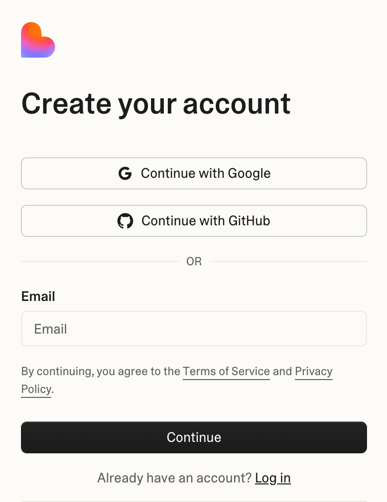 Create your account
Continue with Google
Continue with GitHub
OR
Email
Email
By continuing, you agree to the Terms of Service and Privacy
Policy.
Continue
Already have an account? Log in